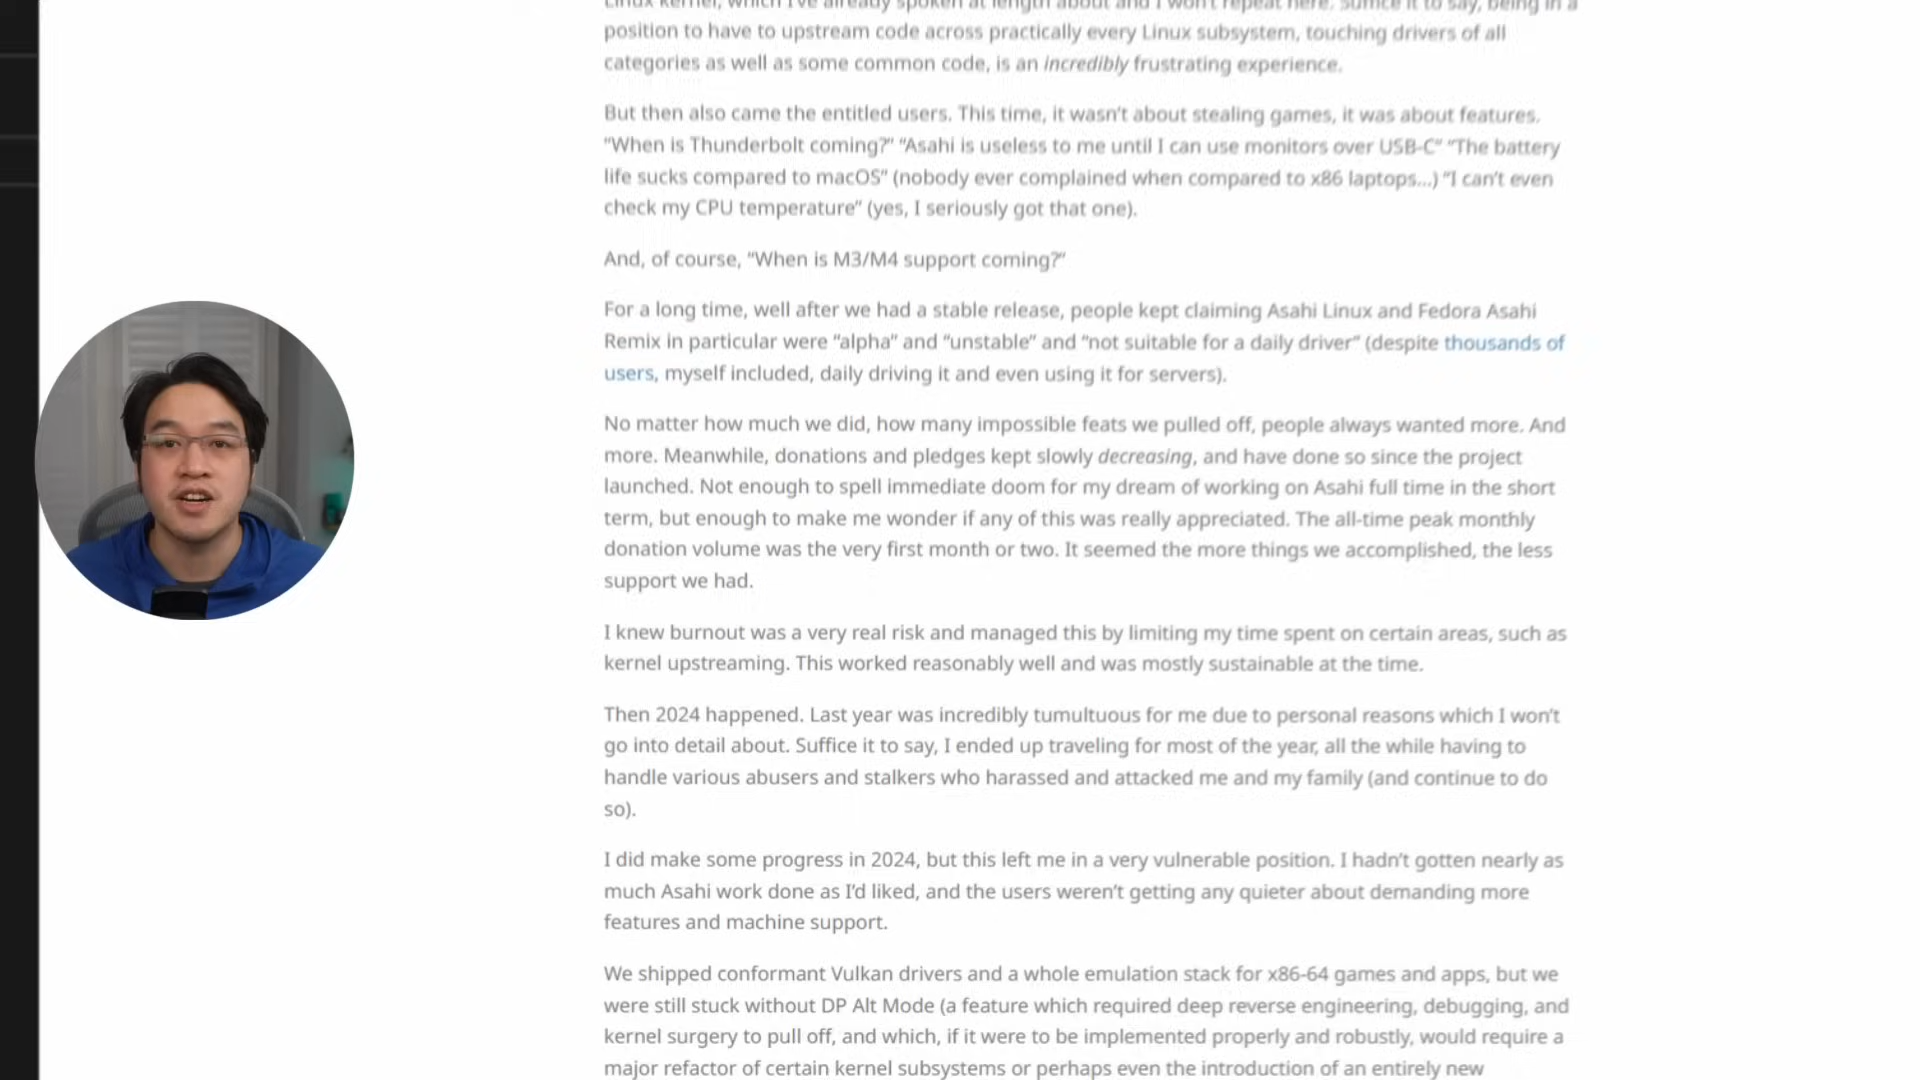 Linux kernel, which I've already spoken at length about and I won't repeat here. Suffice it to say, being in a
position to have to upstream code across practically every Linux subsystem, touching drivers of all
categories as well as some common code, is an incredibly frustrating experience.
But then also came the entitled users. This time, it wasn't about stealing games, it was about features.
"When is Thunderbolt coming?" "Asahi is useless to me until I can use monitors over USB-C" "The battery
life sucks compared to macOS" (nobody ever complained when compared to x86 laptops...) "I can't even
check my CPU temperature" (yes, I seriously got that one).
And, of course, "When is M3/M4 support coming?"
For a long time, well after we had a stable release, people kept claiming Asahi Linux and Fedora Asahi
Remix in particular were "alpha" and "unstable" and "not suitable for a daily driver" (despite thousands of
users, myself included, daily driving it and even using it for servers).
No matter how much we did, how many impossible feats we pulled off, people always wanted more. And
more. Meanwhile, donations and pledges kept slowly decreasing, and have done so since the project
launched. Not enough to spell immediate doom for my dream of working on Asahi full time in the short
term, but enough to make me wonder if any of this was really appreciated. The all-time peak monthly
donation volume was the very first month or two. It seemed the more things we accomplished, the less
support we had.
I knew burnout was a very real risk and managed this by limiting my time spent on certain areas, such as
kernel upstreaming. This worked reasonably well and was mostly sustainable at the time.
Then 2024 happened. Last year was incredibly tumultuous for me due to personal reasons which I won't
go into detail about. Suffice it to say, I ended up traveling for most of the year, all the while having to
handle various abusers and stalkers who harassed and attacked me and my family (and continue to do
so).
I did make some progress in 2024, but this left me in a very vulnerable position. I hadn't gotten nearly as
much Asahi work done as I'd liked, and the users weren't getting any quieter about demanding more
features and machine support.
We shipped conformant Vulkan drivers and a whole emulation stack for x86-64 games and apps, but we
were still stuck without DP Alt Mode (a feature which required deep reverse engineering, debugging, and
kernel surgery to pull off, and which, if it were to be implemented properly and robustly, would require a
major refactor of certain kernel subsystems or perhaps even the introduction of an entirely new